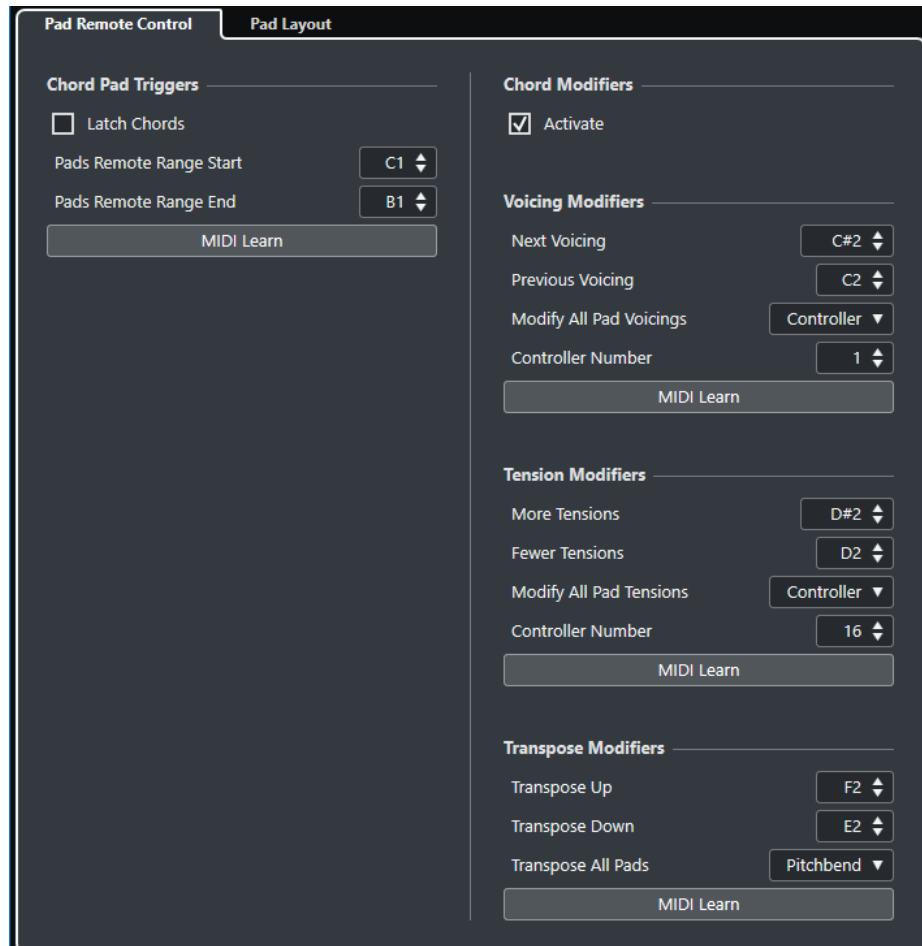 Pad Remote Control
Pad Layout
Chord Pad Triggers
Latch Chords
Pads Remote Range Start C1
Pads Remote Range End B1
MIDI Learn
Chord Modifiers
Activate
Voicing Modifiers
Next Voicing C#2
Previous Voicing C2
Modify All Pad Voicings Controller
Controller Number 1
MIDI Learn
Tension Modifiers
More Tensions D#2
Fewer Tensions D2
Modify All Pad Tensions Controller
Controller Number 16
MIDI Learn
Transpose Modifiers
Transpose Up F2
Transpose Down E2
Transpose All Pads Pitchbend
MIDI Learn